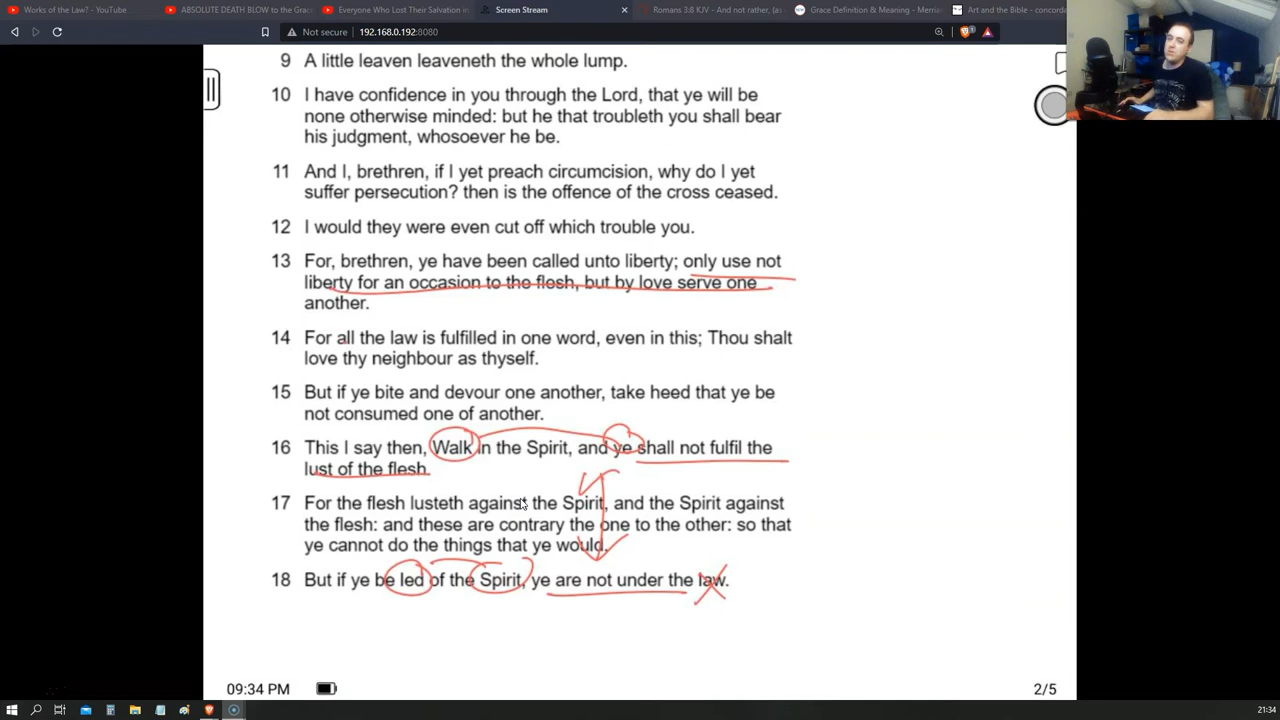 Works of the Law? - YouTube
ABSOLUTE DEATH BLOW to the Grac
Everyone Who Lost Their Salvation in
Screen Stream
Romans 3:8 KJV - And not rather, (as
Grace Definition & Meaning - Merria
Art and the Bible - concorda
Not secure 192.168.0.192:8080
9 A little leaven leaveneth the whole lump.
10 I have confidence in you through the Lord, that ye will be
none otherwise minded: but he that troubleth you shall bear
his judgment, whosoever he be.
11 And I, brethren, if I yet preach circumcision, why do I yet
suffer persecution? then is the offence of the cross ceased.
12 I would they were even cut off which trouble you.
13 For, brethren, ye have been called unto liberty; only use not
liberty for an occasion to the flesh, but by love serve one
another.
14 For all the law is fulfilled in one word, even in this; Thou shalt
love thy neighbour as thyself.
15 But if ye bite and devour one another, take heed that ye be
not consumed one of another.
16 This I say then, Walk in the Spirit, and ye shall not fulfil the
lust of the flesh.
17 For the flesh lusteth against the Spirit, and the Spirit against
the flesh: and these are contrary the one to the other: so that
ye cannot do the things that ye would.
18 But if ye be led of the Spirit, ye are not under the law.
09:34 PM
2/5
21:34